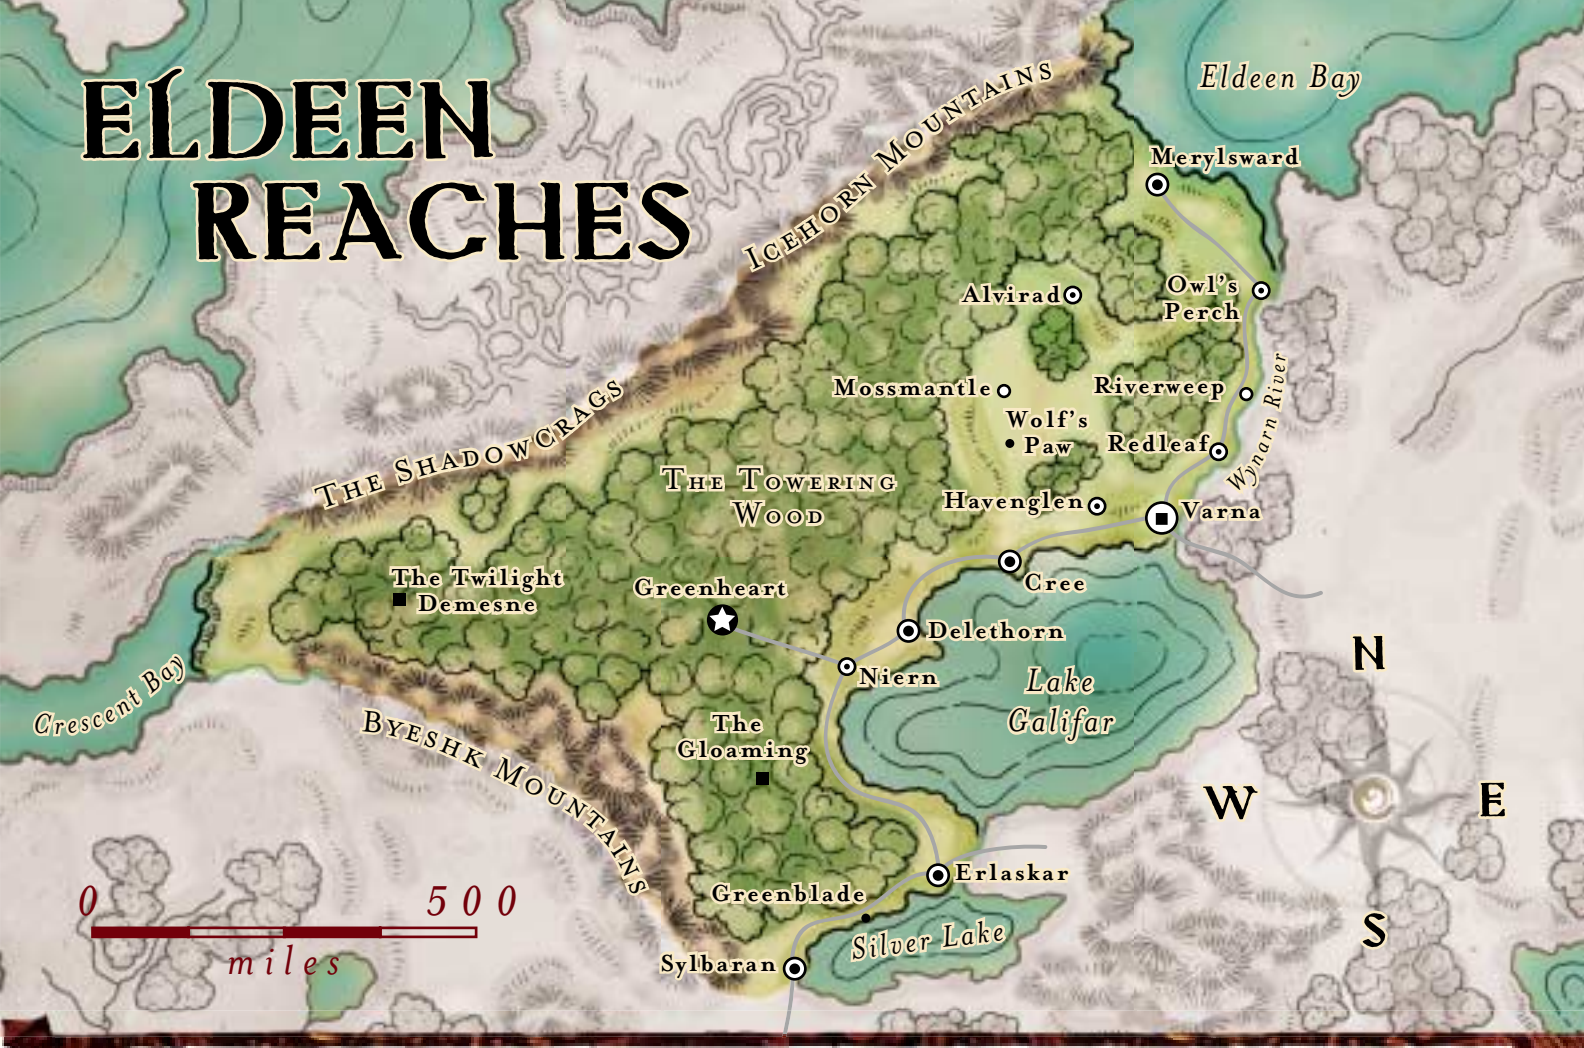 ELDEEN
REACHES
Eldeen Bay
ICEHORN MOUNTAINS
Merylsward
Alvirad
Owl's
Perch
Mossmantle
Riverweep
Wynarn River
Wolf's
Paw
Redleaf
THE SHADOWCRAGS
THE TOWERING
WOOD
Havenglen
Varna
The Twilight
Demesne
Greenheart
Cree
Delethorn
Niern
Lake
Galifar
Crescent Bay
BYESHK MOUNTAINS
The
Gloaming
N
W
E
S
Erlaskar
Greenblade
Silver Lake
Sylbaran
0 500
miles